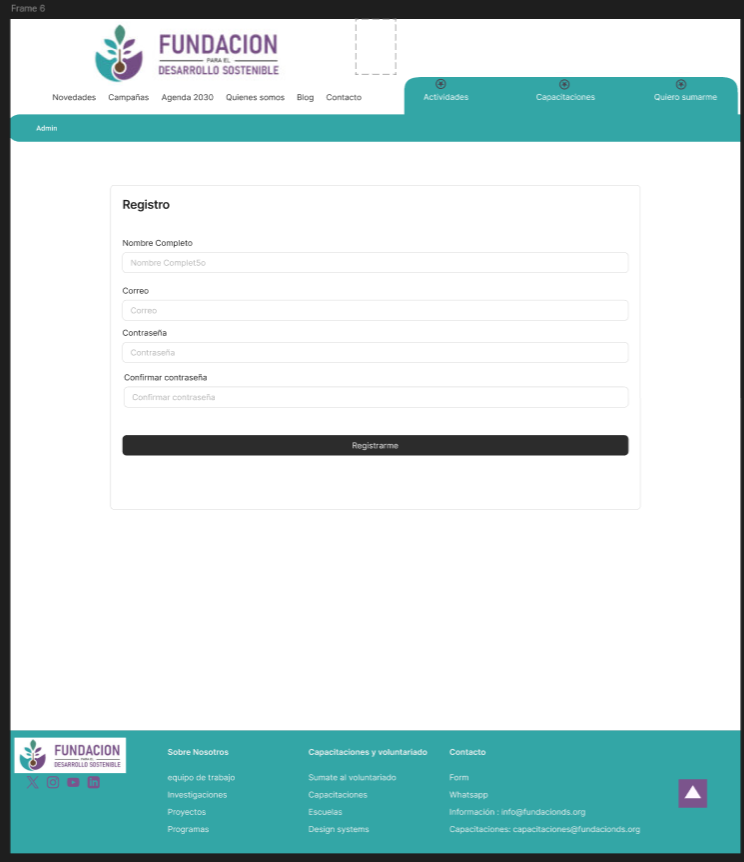 Frame 6
FUNDACION
PARA EL
DESARROLLO SOSTENIBLE
Novedades Campañas Agenda 2030 Quienes somos Blog Contacto
Actividades Capacitaciones Quiero sumarme
Admin
Registro
Nombre Completo
Nombre Complet5o
Correo
Correo
Contraseña
Contraseña
Confirmar contraseña
Confirmar contraseña
Registrarme
FUNDACION
PARA EL
DESARROLLO SOSTENIBLE
Sobre Nosotros
equipo de trabajo
Investigaciones
Proyectos
Programas
Capacitaciones y voluntariado
Sumate al voluntariado
Capacitaciones
Escuelas
Design systems
Contacto
Form
Whatsapp
Información : info@fundacionds.org
Capacitaciones: capacitaciones@fundacionds.org